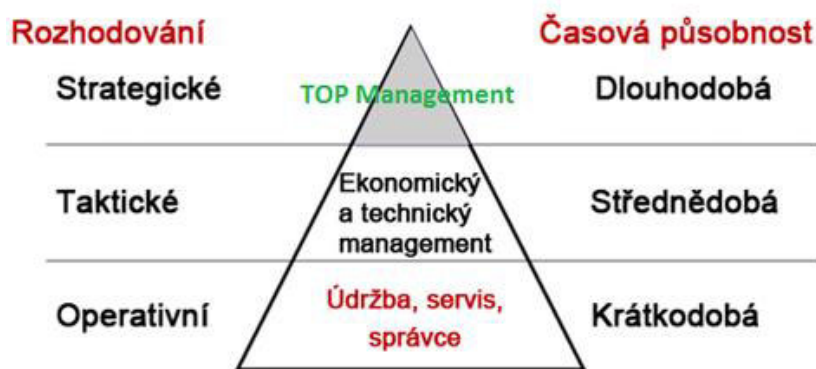 Rozhodování
Časová působnost
Strategické
TOP Management
Dlouhodobá
Taktické
Ekonomický
a technický
management
Střednědobá
Operativní
Údržba, servis,
správce
Krátkodobá